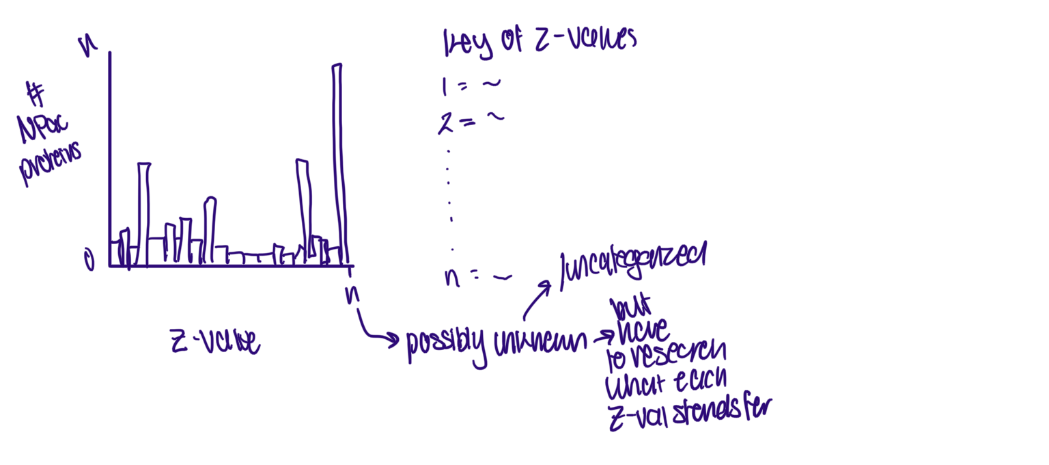 n
#
NPOC
proteins
0
n
Z-value
Key of Z-values
1 = ~
2 = ~
n = ~
/uncategorized
possibly unknown
but
have
to research
what each
Z-val stands for